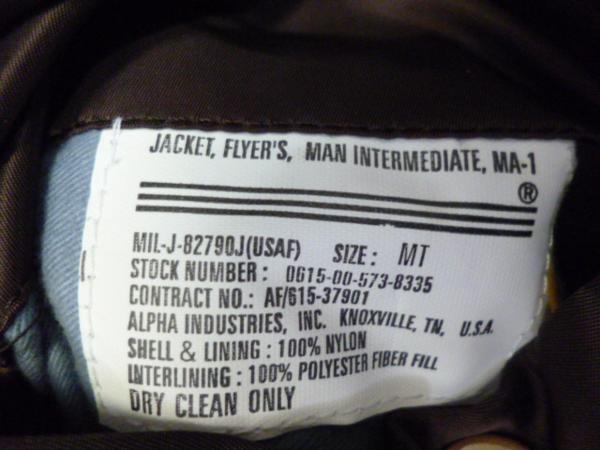 JACKET, FLYER'S, MAN INTERMEDIATE, MA-1
®
MIL-J-82790J(USAF) SIZE: MT
STOCK NUMBER: 0615-00-573-8335
CONTRACT NO.: AF/615-37901
ALPHA INDUSTRIES, INC. KNOXVILLE, TN, U.S.A.
SHELL & LINING: 100% NYLON
INTERLINING: 100% POLYESTER FIBER FILL
DRY CLEAN ONLY